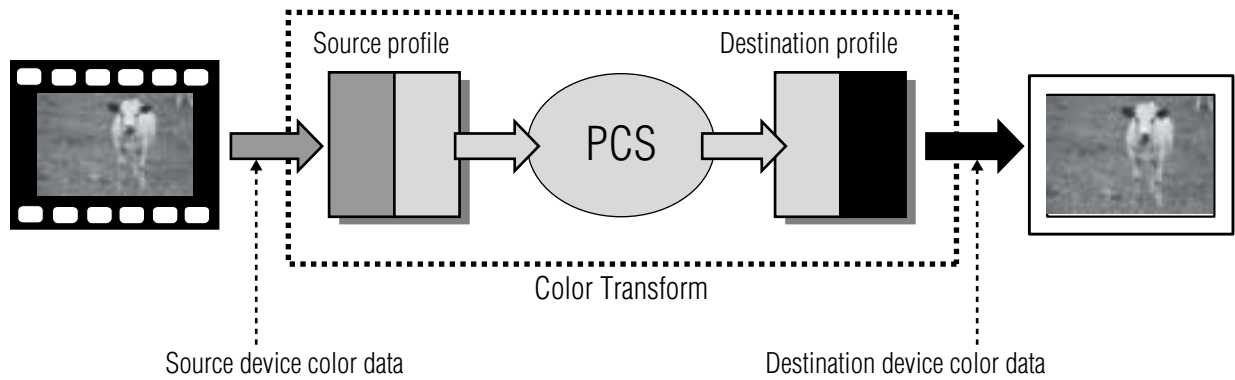 Source profile
Destination profile
PCS
Color Transform
Source device color data
Destination device color data